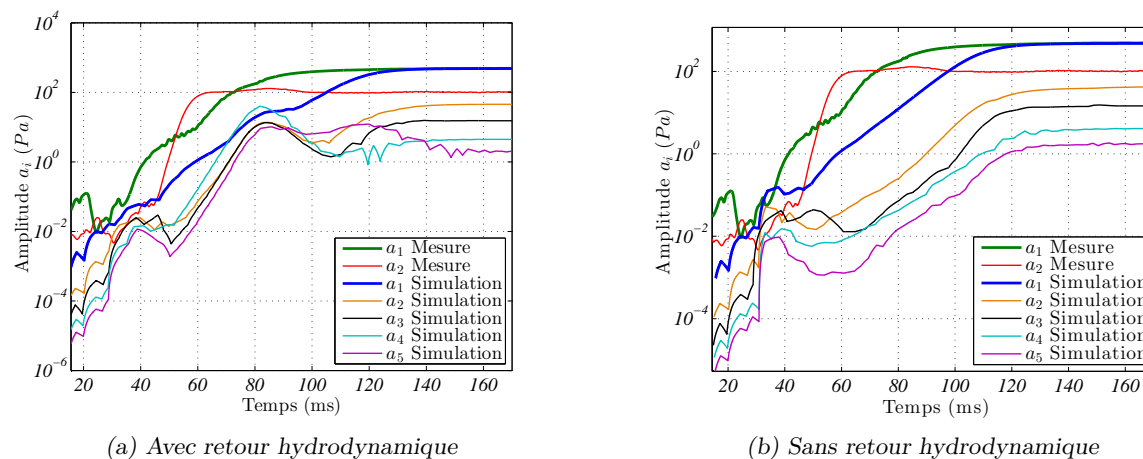 10^4
10^2
10^0
10^-2
10^-4
10^-6
Amplitude a_i (Pa)
20 40 60 80 100 120 140 160
Temps (ms)
a_1 Mesure
a_2 Mesure
a_1 Simulation
a_2 Simulation
a_3 Simulation
a_4 Simulation
a_5 Simulation
(a) Avec retour hydrodynamique
10^2
10^0
10^-2
10^-4
Amplitude a_i (Pa)
20 40 60 80 100 120 140 160
Temps (ms)
a_1 Mesure
a_2 Mesure
a_1 Simulation
a_2 Simulation
a_3 Simulation
a_4 Simulation
a_5 Simulation
(b) Sans retour hydrodynamique